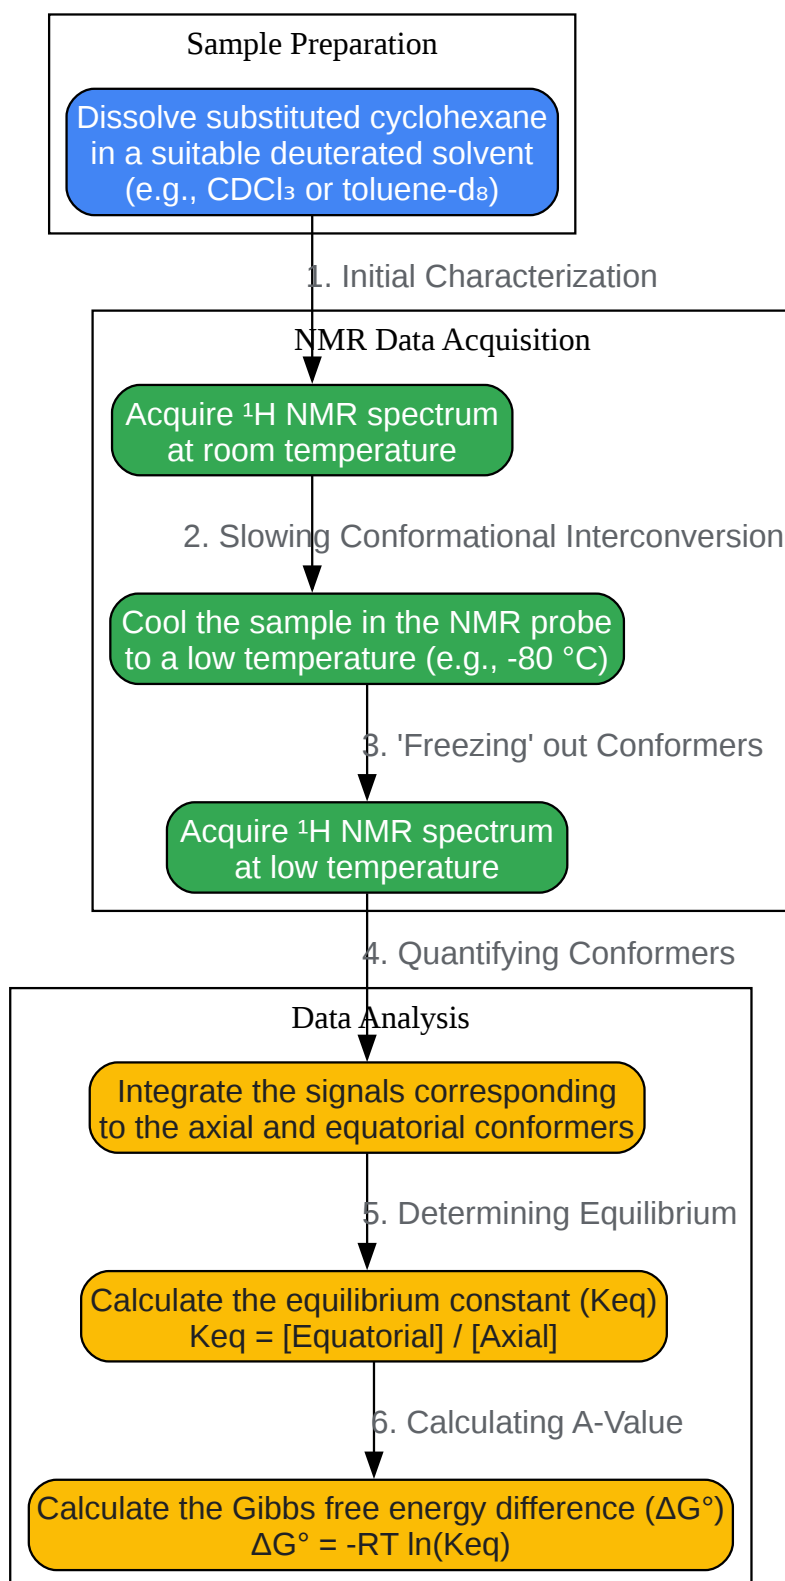 Sample Preparation
Dissolve substituted cyclohexane
in a suitable deuterated solvent
(e.g., CDCl₃ or toluene-d₈)
1. Initial Characterization
NMR Data Acquisition
Acquire ¹H NMR spectrum
at room temperature
2. Slowing Conformational Interconversion
Cool the sample in the NMR probe
to a low temperature (e.g., -80 °C)
3. 'Freezing' out Conformers
Acquire ¹H NMR spectrum
at low temperature
4. Quantifying Conformers
Data Analysis
Integrate the signals corresponding
to the axial and equatorial conformers
5. Determining Equilibrium
Calculate the equilibrium constant (Keq)
Keq = [Equatorial] / [Axial]
6. Calculating A-Value
Calculate the Gibbs free energy difference (ΔG°)
ΔG° = -RT ln(Keq)